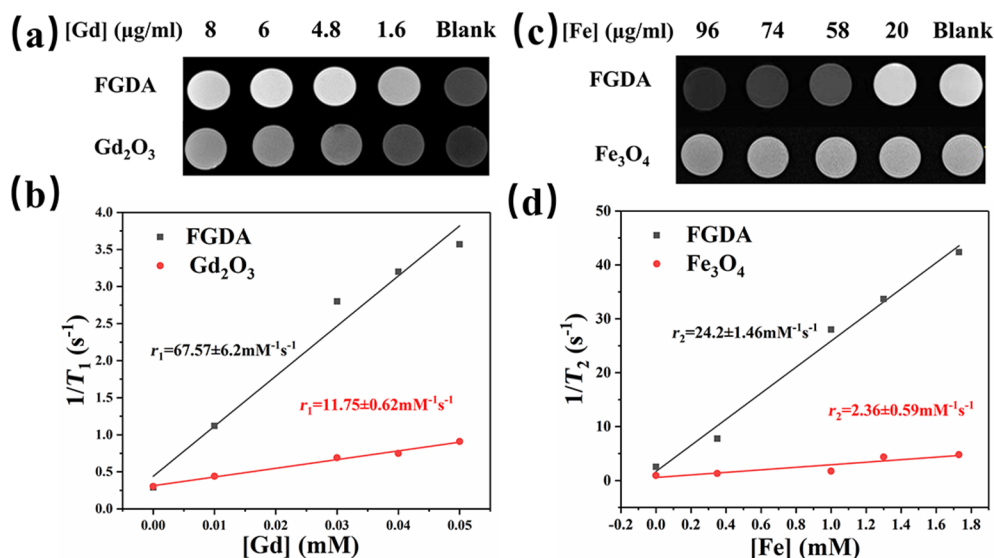 (a) [Gd] (μg/ml) 8 6 4.8 1.6 Blank
FGDA
Gd₂O₃
(c) [Fe] (μg/ml) 96 74 58 20 Blank
FGDA
Fe₃O₄
(b)
4.0
3.5
3.0
2.5
2.0
1.5
1.0
0.5
0.0
1/T₁ (s⁻¹)
FGDA
Gd₂O₃
r₁=67.57±6.2mM⁻¹s⁻¹
r₁=11.75±0.62mM⁻¹s⁻¹
0.00 0.01 0.02 0.03 0.04 0.05
[Gd] (mM)
(d)
50
40
30
20
10
0
1/T₂ (s⁻¹)
FGDA
Fe₃O₄
r₂=24.2±1.46mM⁻¹s⁻¹
r₂=2.36±0.59mM⁻¹s⁻¹
-0.2 0.0 0.2 0.4 0.6 0.8 1.0 1.2 1.4 1.6 1.8
[Fe] (mM)